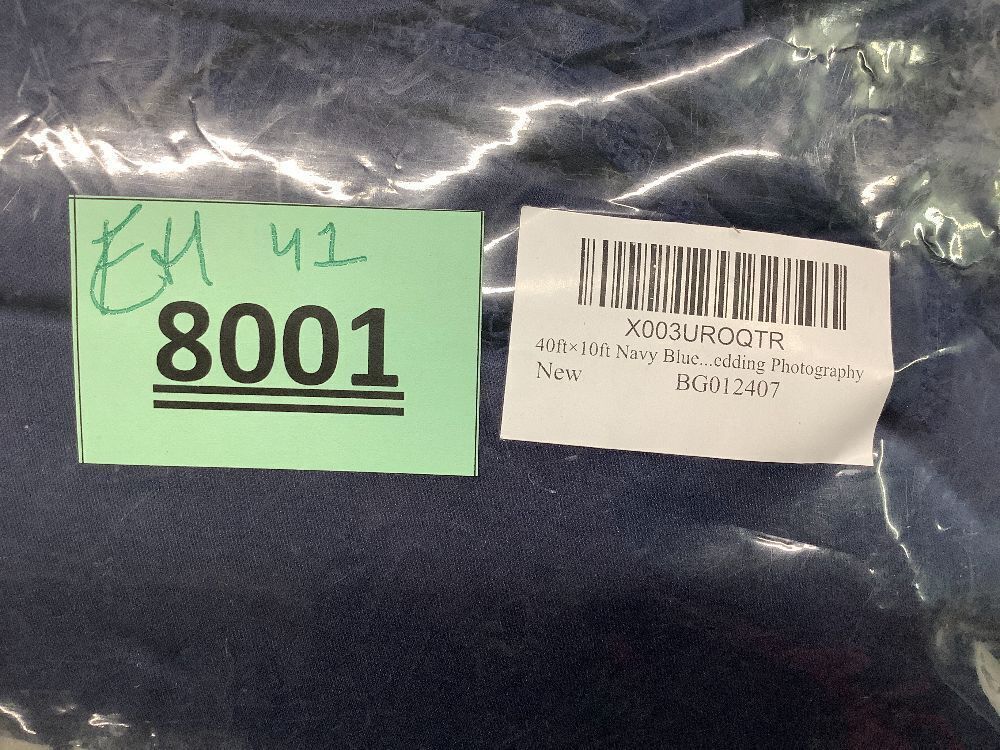 EH 41
8001
X003UROQTR
40ft×10ft Navy Blue...edding Photography
New BG012407